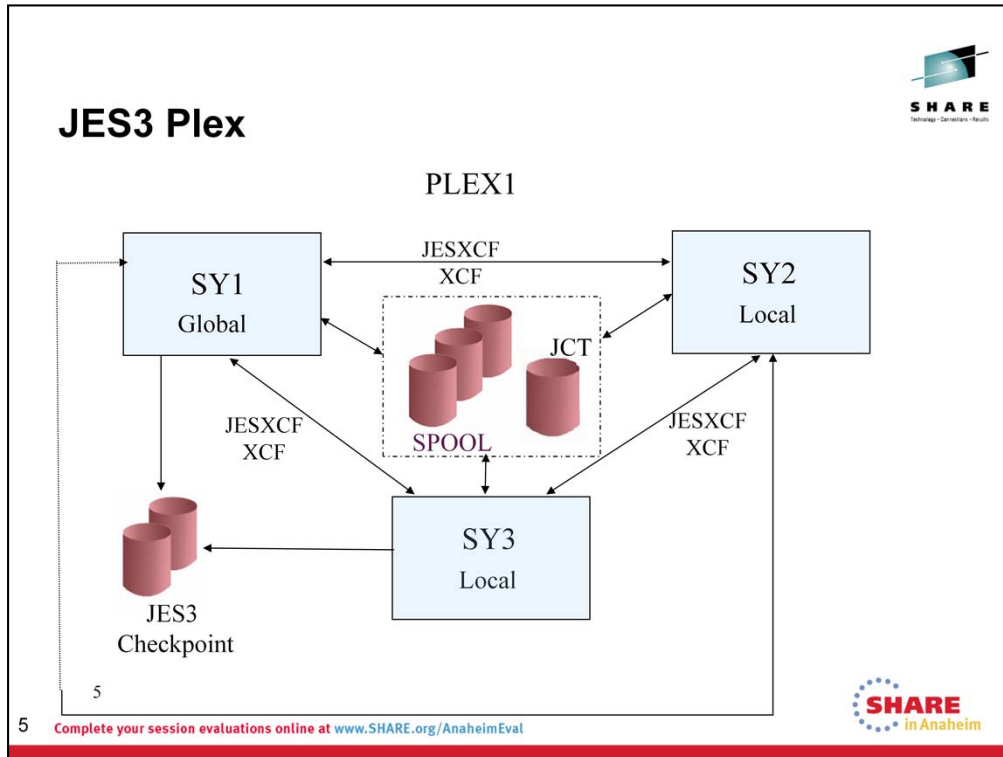 SHARE
Technology · Connections · Results
JES3 Plex
PLEX1
SY1
Global
JESXCF
XCF
SY2
Local
JCT
SPOOL
JESXCF
XCF
JESXCF
XCF
SY3
Local
JES3
Checkpoint
5
5 Complete your session evaluations online at www.SHARE.org/AnaheimEval
SHARE
in Anaheim